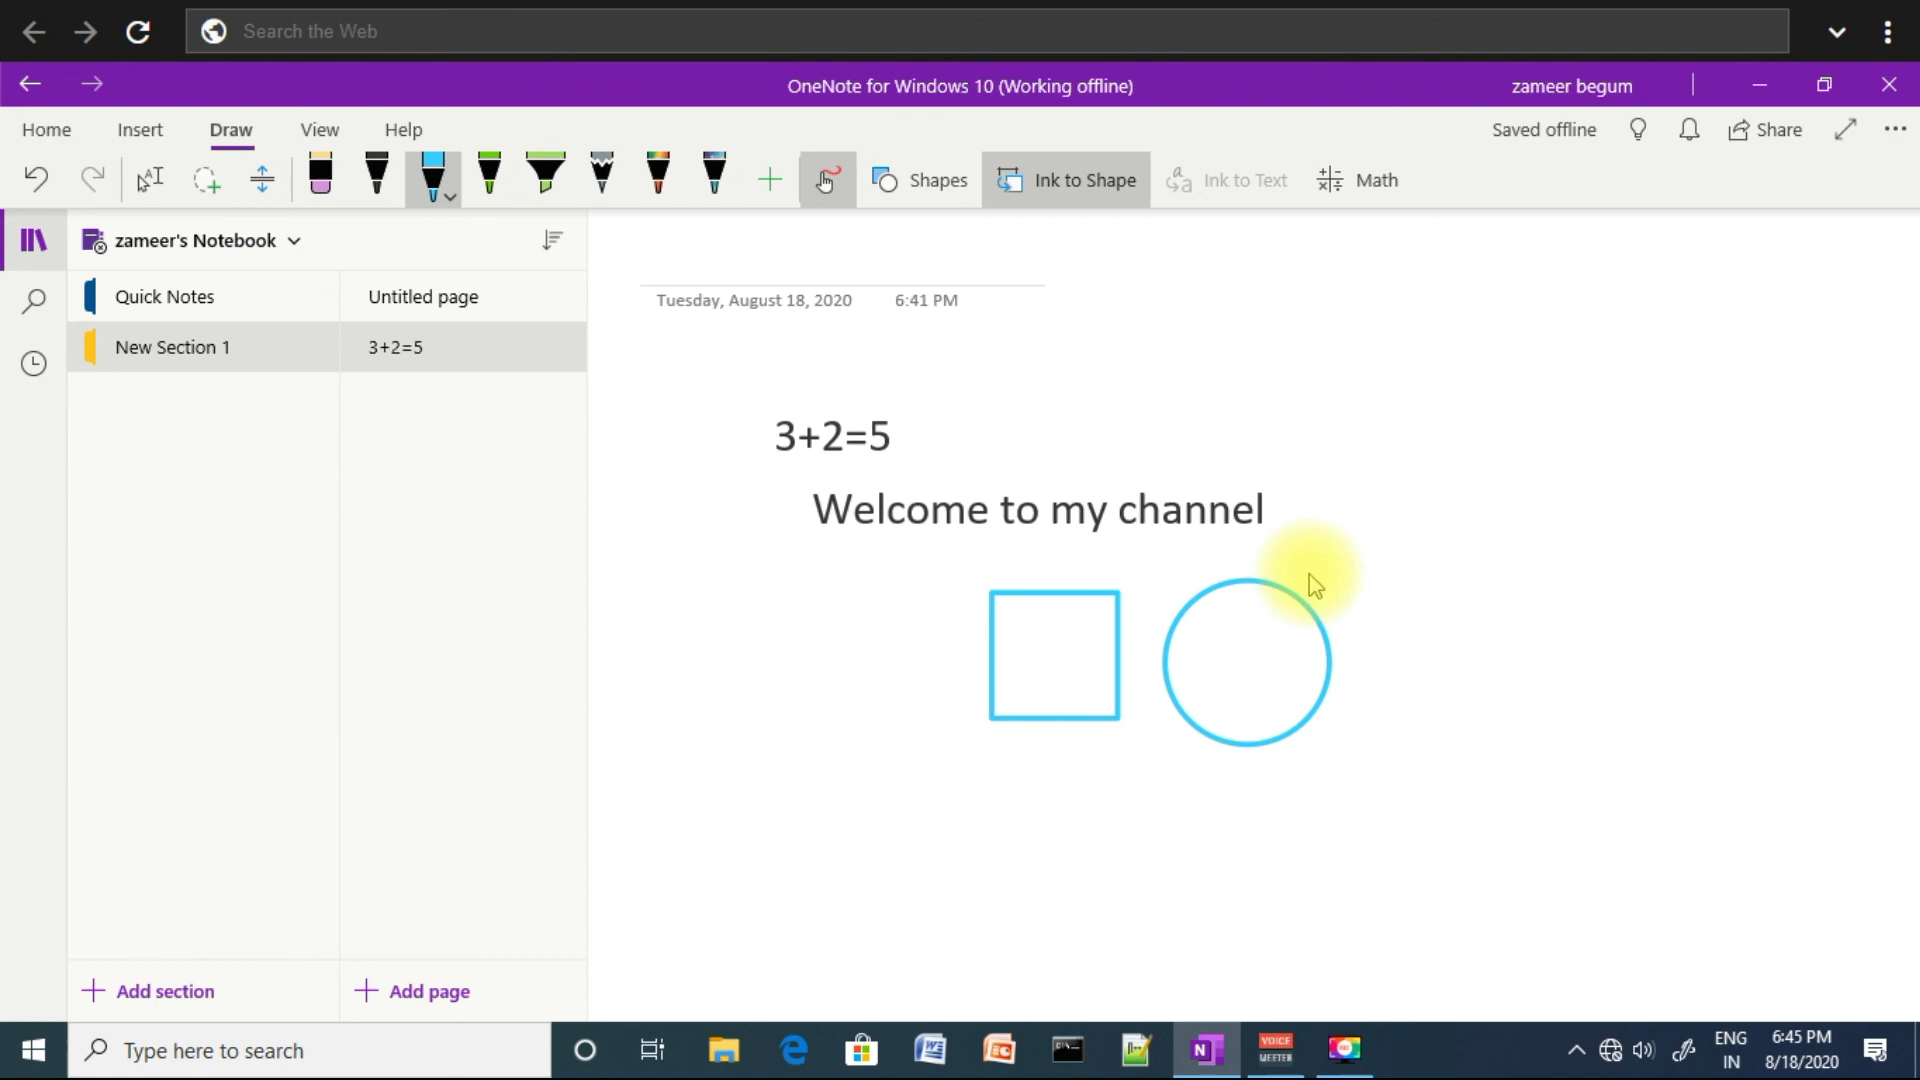 Search the Web
OneNote for Windows 10 (Working offline)
zameer begum
Home Insert Draw View Help
Saved offline
Share
Shapes
Ink to Shape
Ink to Text
Math
zameer's Notebook
Quick Notes
Untitled page
New Section 1
3+2=5
Tuesday, August 18, 2020 6:41 PM
3+2=5
Welcome to my channel
Add section
Add page
Type here to search
VOICE
MEETER
ENG
IN
6:45 PM
8/18/2020